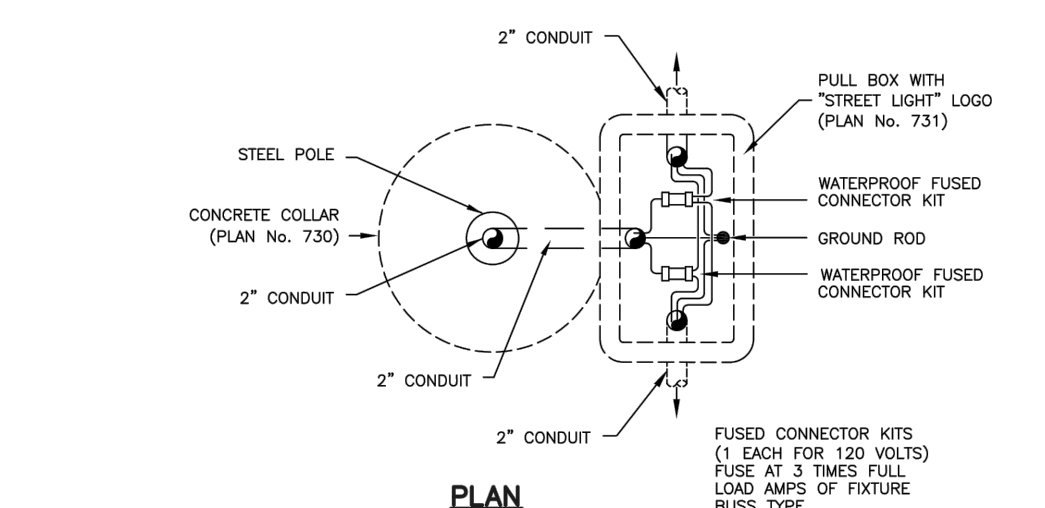 2” CONDUIT
PULL BOX WITH
”STREET LIGHT” LOGO
(PLAN No. 731)
STEEL POLE
WATERPROOF FUSED
CONNECTOR KIT
CONCRETE COLLAR
(PLAN No. 730)
GROUND ROD
2” CONDUIT
WATERPROOF FUSED
CONNECTOR KIT
2” CONDUIT
2” CONDUIT
FUSED CONNECTOR KITS
(1 EACH FOR 120 VOLTS)
FUSE AT 3 TIMES FULL
LOAD AMPS OF FIXTURE
BUSS TYPE
PLAN